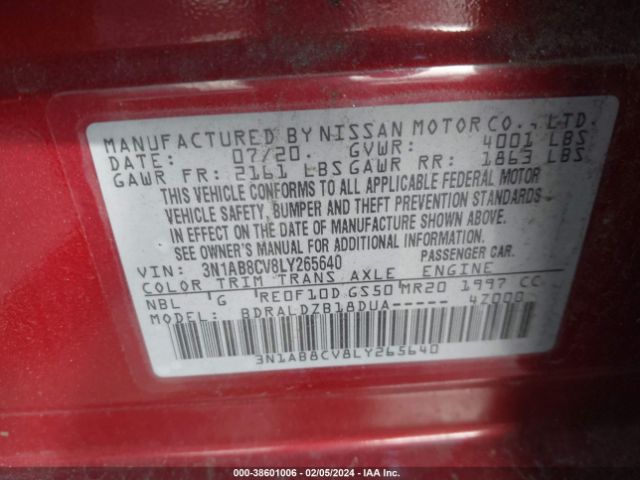 MANUFACTURED BY NISSAN MOTOR CO., LTD.
DATE: 07/20. GVWR: 4001 LBS
GAWR FR: 2161 LBS GAWR RR: 1863 LBS
THIS VEHICLE CONFORMS TO ALL APPLICABLE FEDERAL MOTOR
VEHICLE SAFETY, BUMPER AND THEFT PREVENTION STANDARDS
IN EFFECT ON THE DATE OF MANUFACTURE SHOWN ABOVE.
SEE OWNER'S MANUAL FOR ADDITIONAL INFORMATION.
VIN: 3N1AB8CV8LY265640 PASSENGER CAR.
COLOR TRIM TRANS AXLE ENGINE
NBL 'G RE0F10D GS50 MR20 1997 CC
MODEL: BDRALDZB18DUA----- 4Z000
3N1AB8CV8LY265640
000-38601006 — 02/05/2024 — IAA Inc.